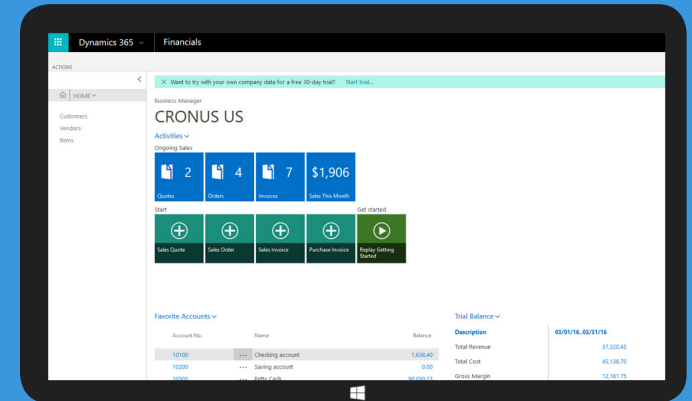 Dynamics 365
Financials
ACTIONS
HOME
Customers
Vendors
Items
Want to try with your own company data for a free 30-day trial? Start trial...
Business Manager
CRONUS US
Activities
Ongoing Sales
2 4 7 $1,906
Quotes Orders Invoices Sales This Month
Start Get started
Sales Quote Sales Order Sales Invoice Purchase Invoice Replay Getting Started
Favorite Accounts
Account No. Name Balance
10100 ... Checking account 1,638.40
10200 ... Saving account 0.00
10300 ... Petty Cash
Trial Balance
Description 03/01/16..03/31/16
Total Revenue 57,320.45
Total Cost 45,138.70
Gross Margin 12,181.75